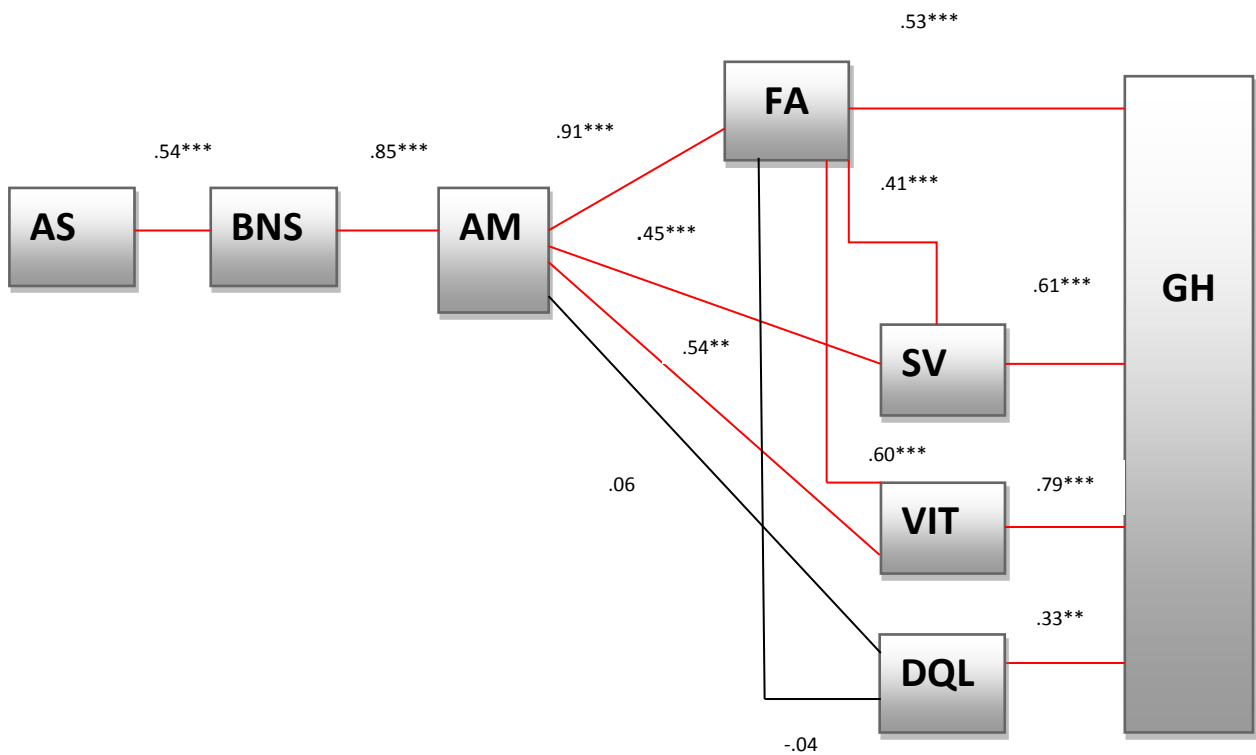 .53***
FA
.54***
.85***
.91***
.41***
AS
BNS
AM
.45***
GH
.61***
.54**
SV
.60***
.06
.79***
VIT
.33**
DQL
-.04